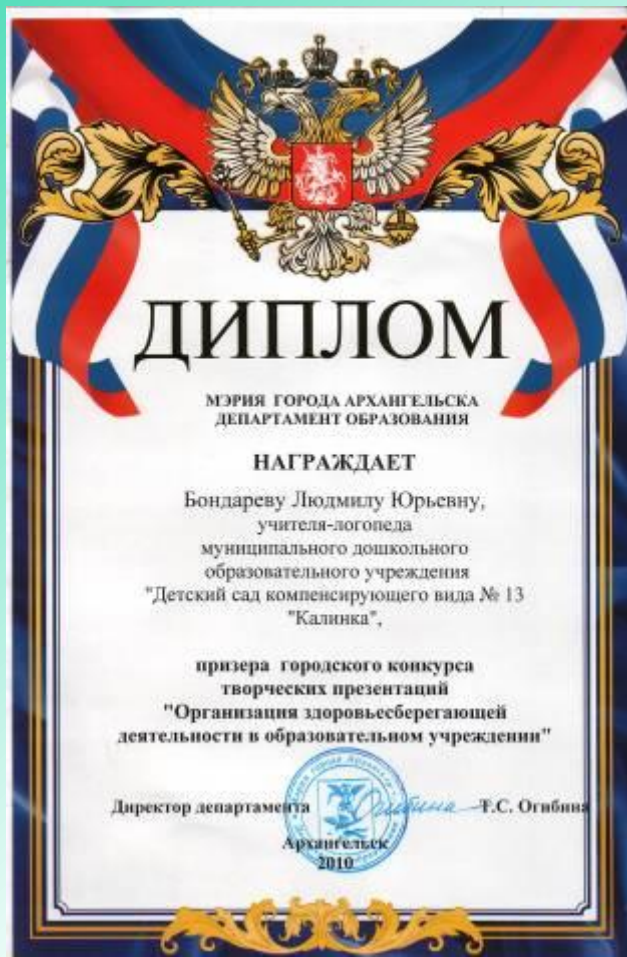 ДИПЛОМ
МЭРИЯ ГОРОДА АРХАНГЕЛЬСКА
ДЕПАРТАМЕНТ ОБРАЗОВАНИЯ
НАГРАЖДАЕТ
Бондареву Людмилу Юрьевну,
учителя-логопеда
муниципального дошкольного
образовательного учреждения
"Детский сад компенсирующего вида № 13
"Калинка",
призера городского конкурса
творческих презентаций
"Организация здоровьесберегающей
деятельности в образовательном учреждении"
Директор департамента Т.С. Огибина
Архангельск
2010